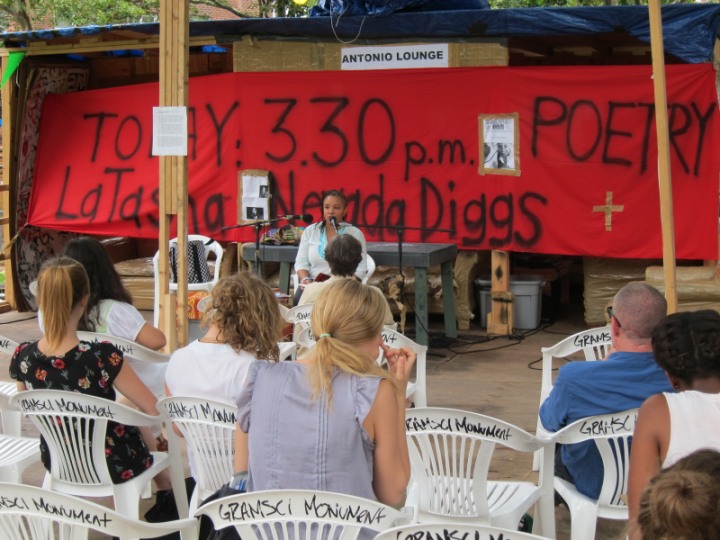 ANTONIO LOUNGE
TODAY: 3.30 p.m. POETRY
LaTasha Nevada Diggs
GRAMSCI MONUMENT
GRAMSCI MONUMENT
GRAMSCI MONUMENT
GRAMSCI MONUMENT
GRAMSCI MONUMENT
GRAMSCI MONUMENT